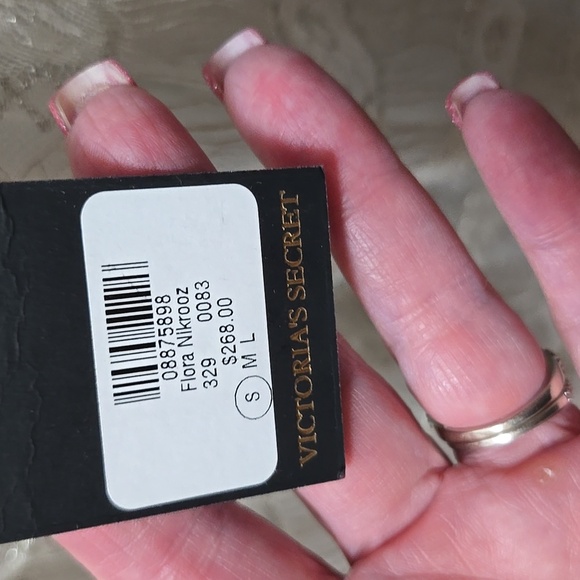 08875898
Flora Nikrooz
329 0083
$268.00
S M L
VICTORIA'S SECRET